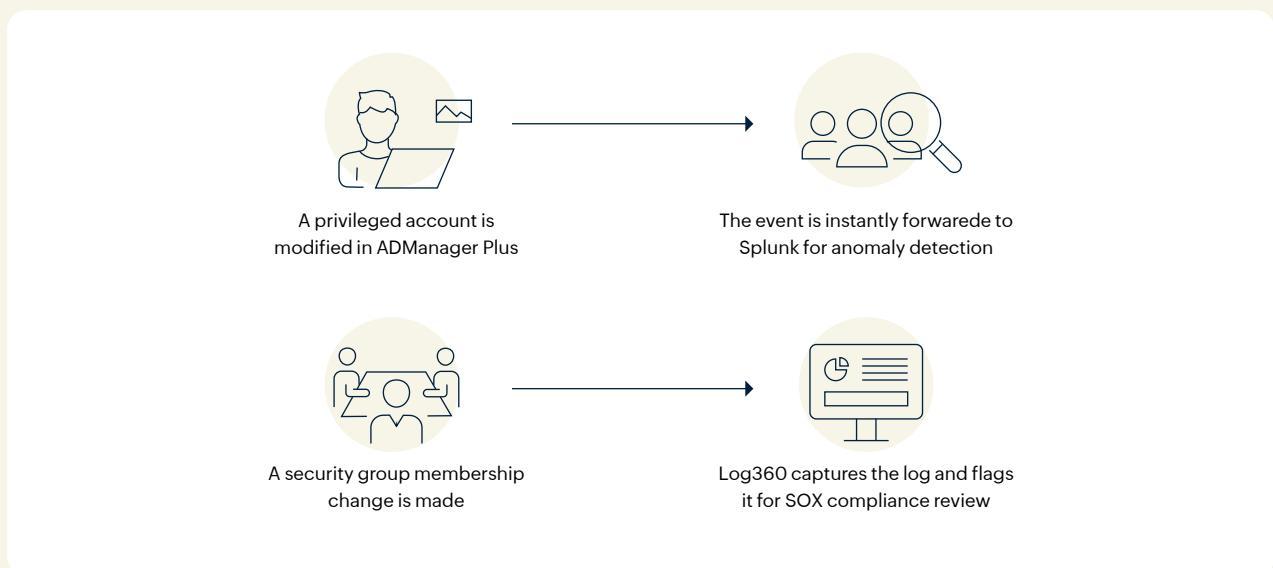 A privileged account is
modified in ADManager Plus
The event is instantly forwarede to
Splunk for anomaly detection
A security group membership
change is made
Log360 captures the log and flags
it for SOX compliance review